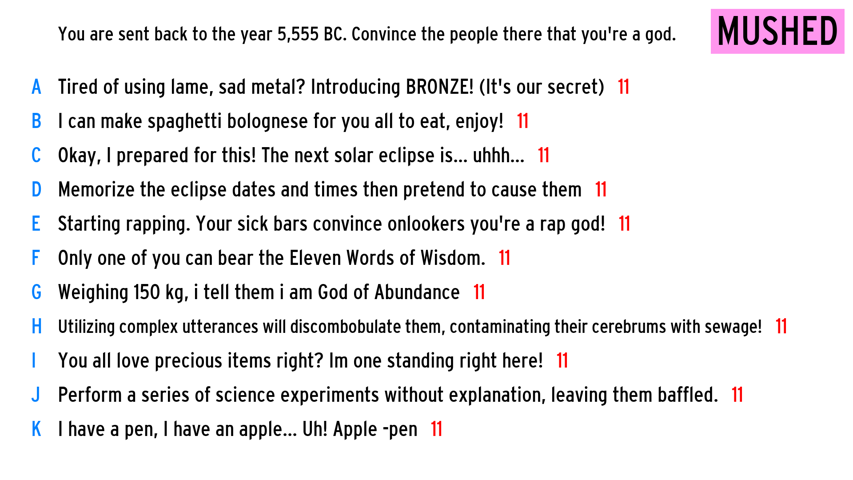 You are sent back to the year 5,555 BC. Convince the people there that you're a god.
MUSHED
A Tired of using lame, sad metal? Introducing BRONZE! (It's our secret) 11
B I can make spaghetti bolognese for you all to eat, enjoy! 11
C Okay, I prepared for this! The next solar eclipse is... uhhh... 11
D Memorize the eclipse dates and times then pretend to cause them 11
E Starting rapping. Your sick bars convince onlookers you're a rap god! 11
F Only one of you can bear the Eleven Words of Wisdom. 11
G Weighing 150 kg, i tell them i am God of Abundance 11
H Utilizing complex utterances will discombobulate them, contaminating their cerebrums with sewage! 11
I You all love precious items right? Im one standing right here! 11
J Perform a series of science experiments without explanation, leaving them baffled. 11
K I have a pen, I have an apple... Uh! Apple -pen 11